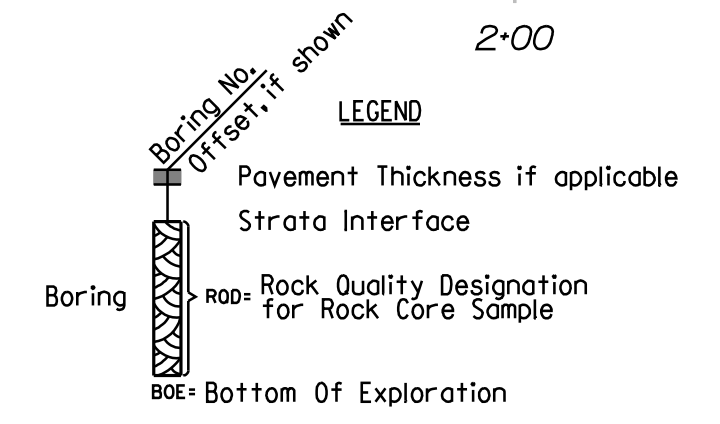 2+00
Boring No.
Offset, if shown
LEGEND
Pavement Thickness if applicable
Strata Interface
Boring
RQD= Rock Quality Designation
for Rock Core Sample
BOE= Bottom Of Exploration